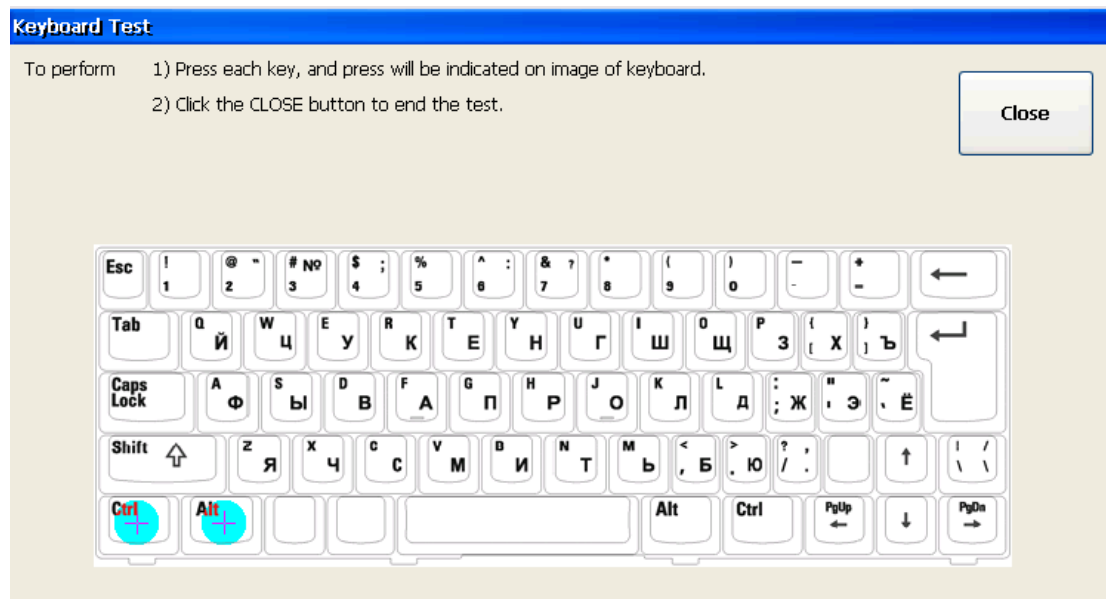 Keyboard Test
To perform 1) Press each key, and press will be indicated on image of keyboard.
2) Click the CLOSE button to end the test.
Close
Esc ! 1 @ " 2 # № 3 $ ; 4 % 5 ^ : 6 & ? 7 * 8 ( 9 ) 0 — - + = ←
Tab Q Й W Ц E У R К T Е Y Н U Г I Ш O Щ P З { [ Х } ] Ъ ↵
Caps Lock A Ф S Ы D В F А G П H Р J О K Л L Д : ; Ж " ' Э ~ ` Ё
Shift ⇧ Z Я X Ч C С V М B И N Т M Ь < , Б > . Ю ? , / . ↑ | / \ \
Ctrl Alt Alt Ctrl PgUp ← ↓ PgDn →